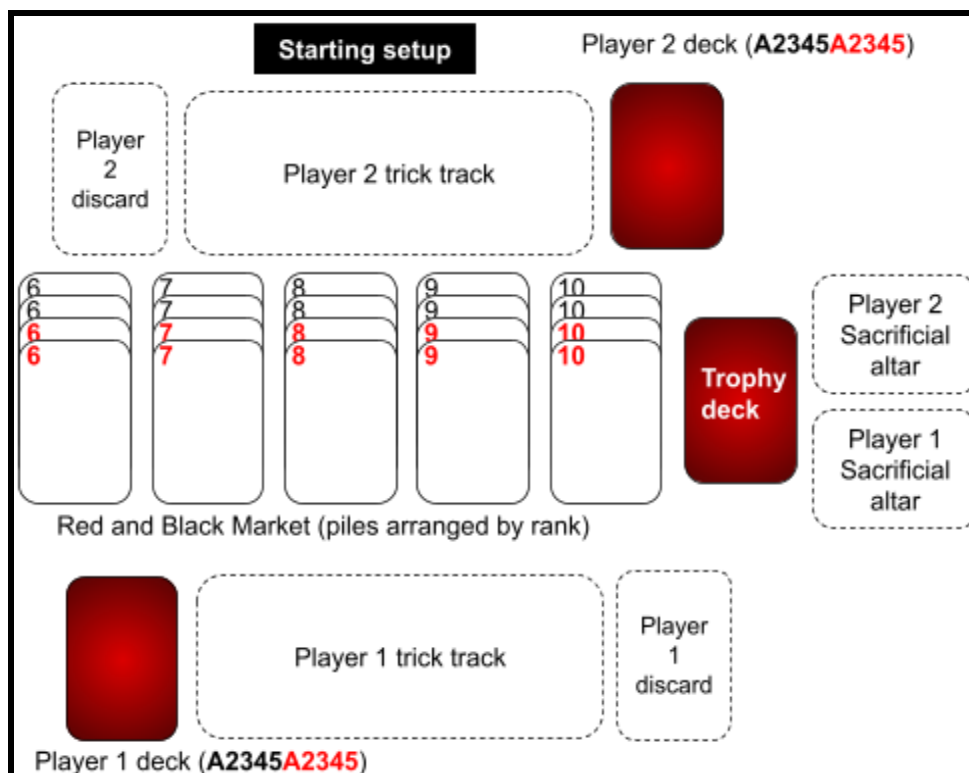 Starting setup
Player 2 deck (A2345A2345)
Player
2
discard
Player 2 trick track
6
6
6
6
7
7
7
7
8
8
8
8
9
9
9
9
10
10
10
10
Trophy
deck
Player 2
Sacrificial
altar
Player 1
Sacrificial
altar
Red and Black Market (piles arranged by rank)
Player 1 trick track
Player
1
discard
Player 1 deck (A2345A2345)